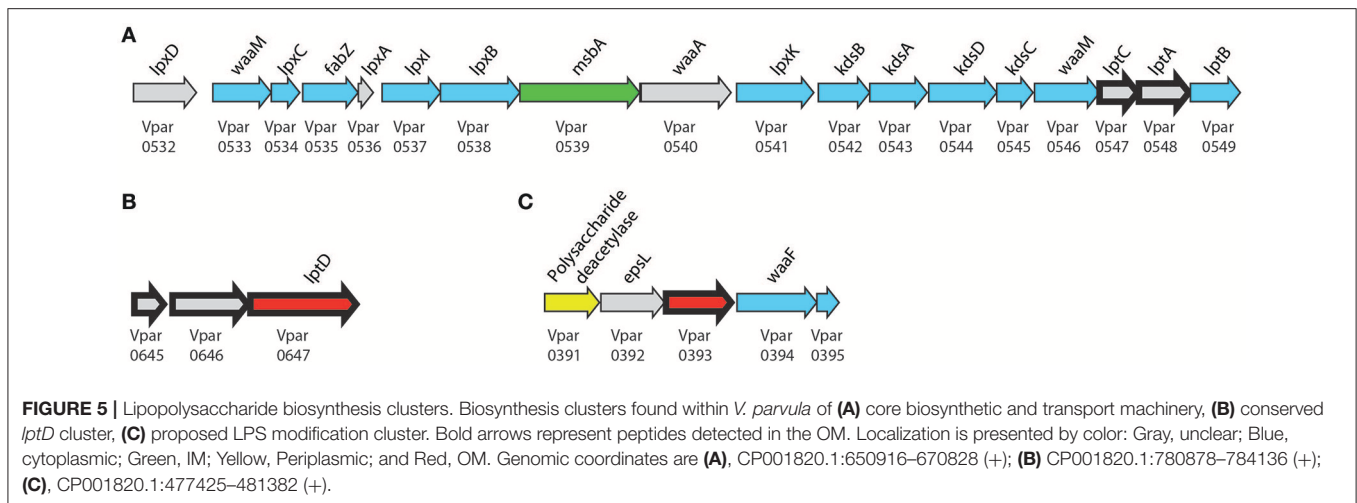 A
lpxD waaM lpxC fabZ lpxA lpxI lpxB msbA waaA lpxK kdsB kdsA kdsD kdsC waaM lptC lptA lptB
Vpar Vpar Vpar Vpar Vpar Vpar Vpar Vpar Vpar Vpar Vpar Vpar Vpar Vpar Vpar Vpar Vpar Vpar
0532 0533 0534 0535 0536 0537 0538 0539 0540 0541 0542 0543 0544 0545 0546 0547 0548 0549
B
lptD
Vpar Vpar Vpar
0645 0646 0647
C
Polysaccharide
deacetylase
epsL waaF
Vpar Vpar Vpar Vpar Vpar
0391 0392 0393 0394 0395
FIGURE 5 | Lipopolysaccharide biosynthesis clusters. Biosynthesis clusters found within V. parvula of (A) core biosynthetic and transport machinery, (B) conserved
lptD cluster, (C) proposed LPS modification cluster. Bold arrows represent peptides detected in the OM. Localization is presented by color: Gray, unclear; Blue,
cytoplasmic; Green, IM; Yellow, Periplasmic; and Red, OM. Genomic coordinates are (A), CP001820.1:650916–670828 (+); (B) CP001820.1:780878–784136 (+);
(C), CP001820.1:477425–481382 (+).